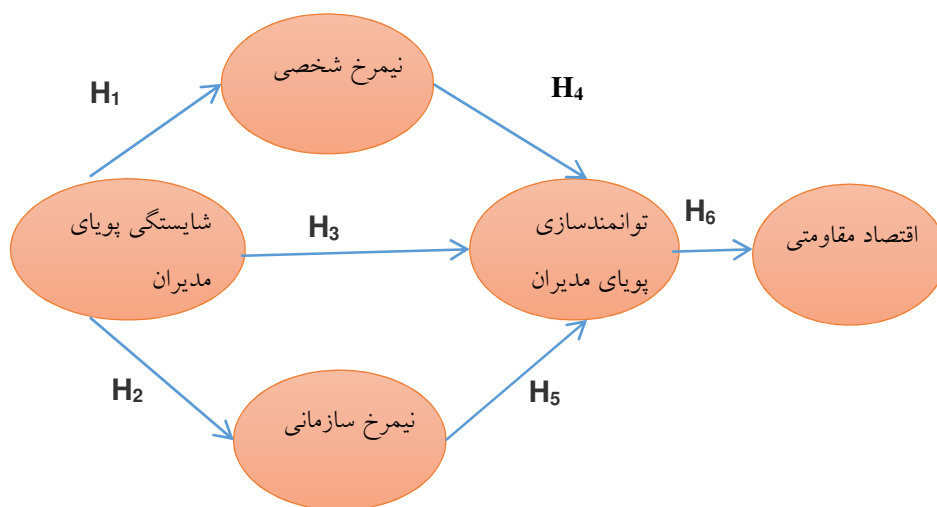 نیمرخ شخصی
H₁
H₄
شایستگی پویای
مدیران
H₃
توانمندسازی
پویای مدیران
H₆
اقتصاد مقاومتی
H₂
نیمرخ سازمانی
H₅